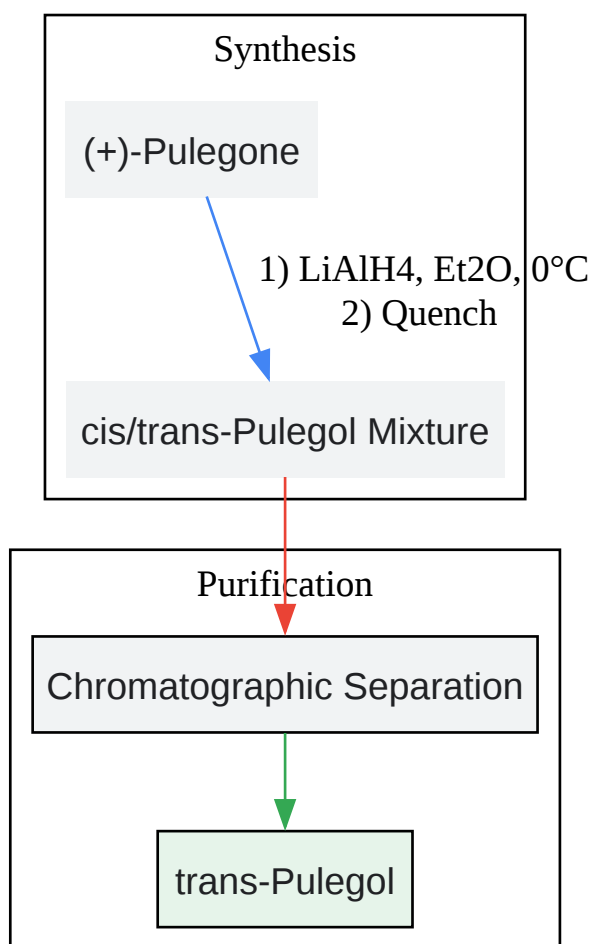 Synthesis
(+)-Pulegone
1) LiAlH4, Et2O, 0°C
2) Quench
cis/trans-Pulegol Mixture
Purification
Chromatographic Separation
trans-Pulegol